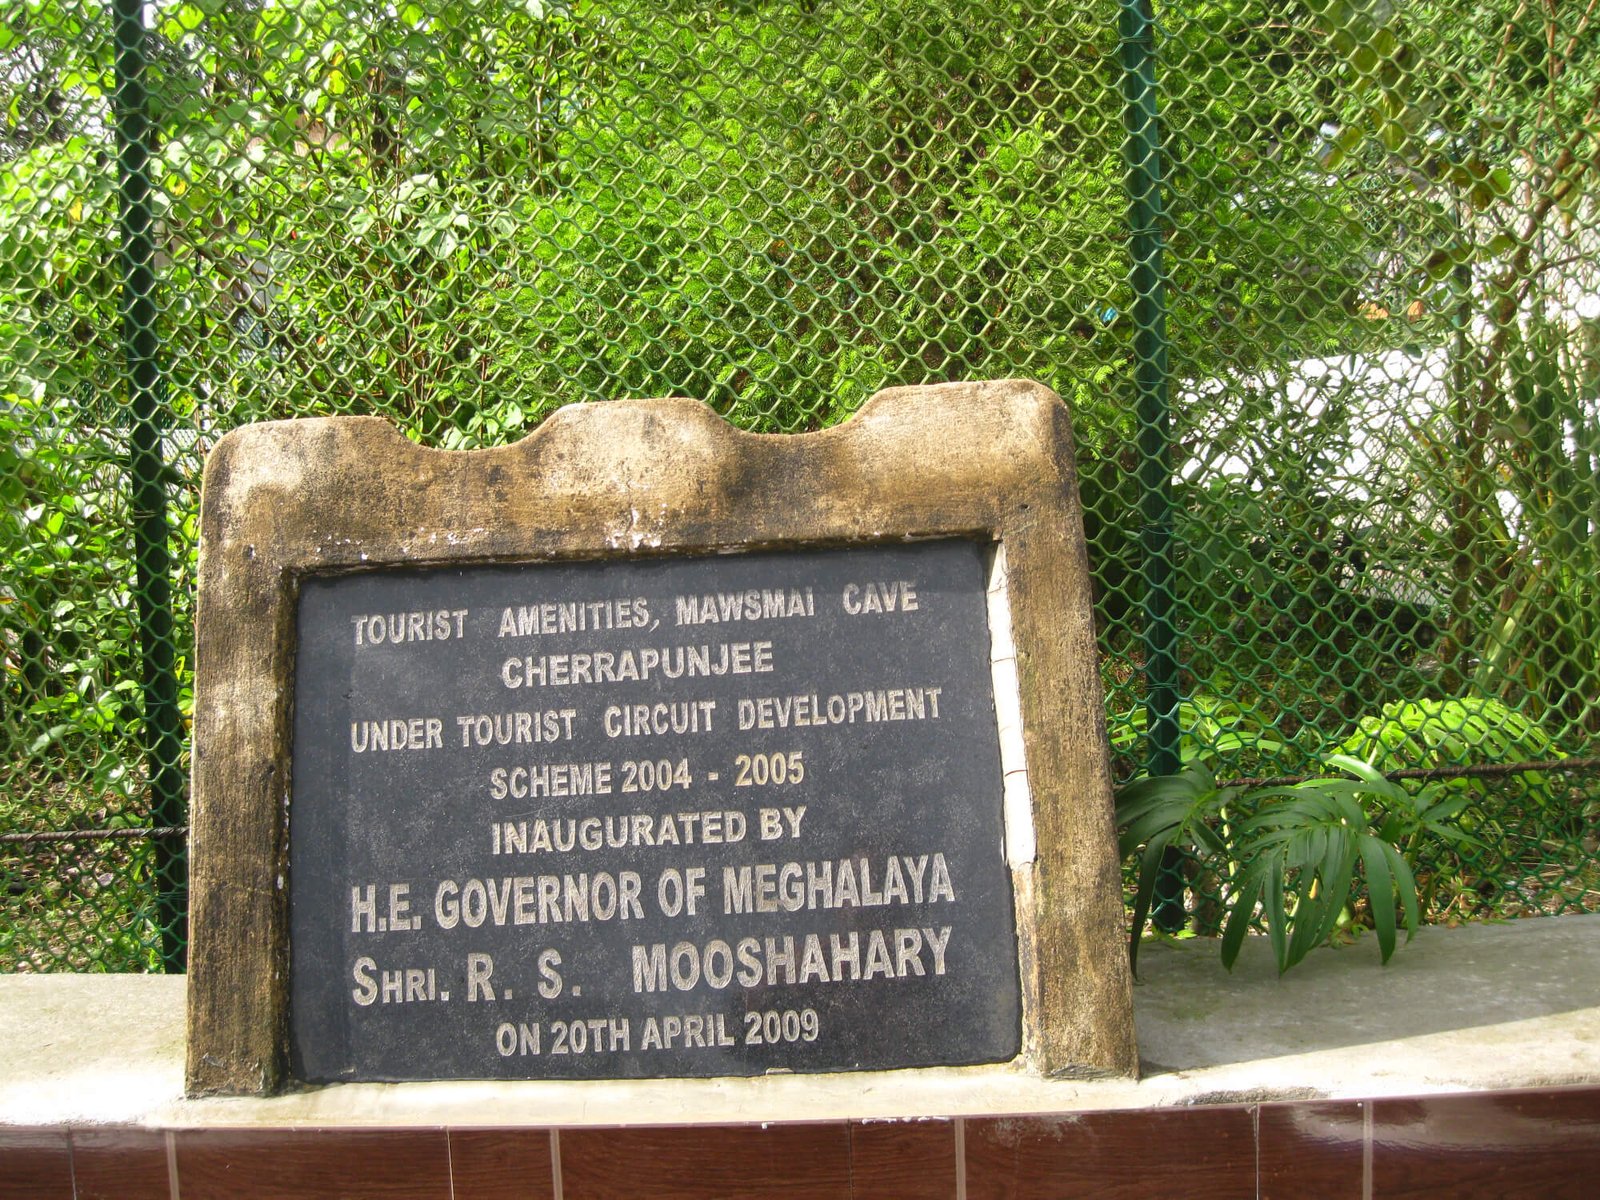 TOURIST AMENITIES, MAWSMAI CAVE
CHERRAPUNJEE
UNDER TOURIST CIRCUIT DEVELOPMENT
SCHEME 2004 - 2005
INAUGURATED BY
H.E. GOVERNOR OF MEGHALAYA
SHRI. R. S. MOOSHAHARY
ON 20TH APRIL 2009